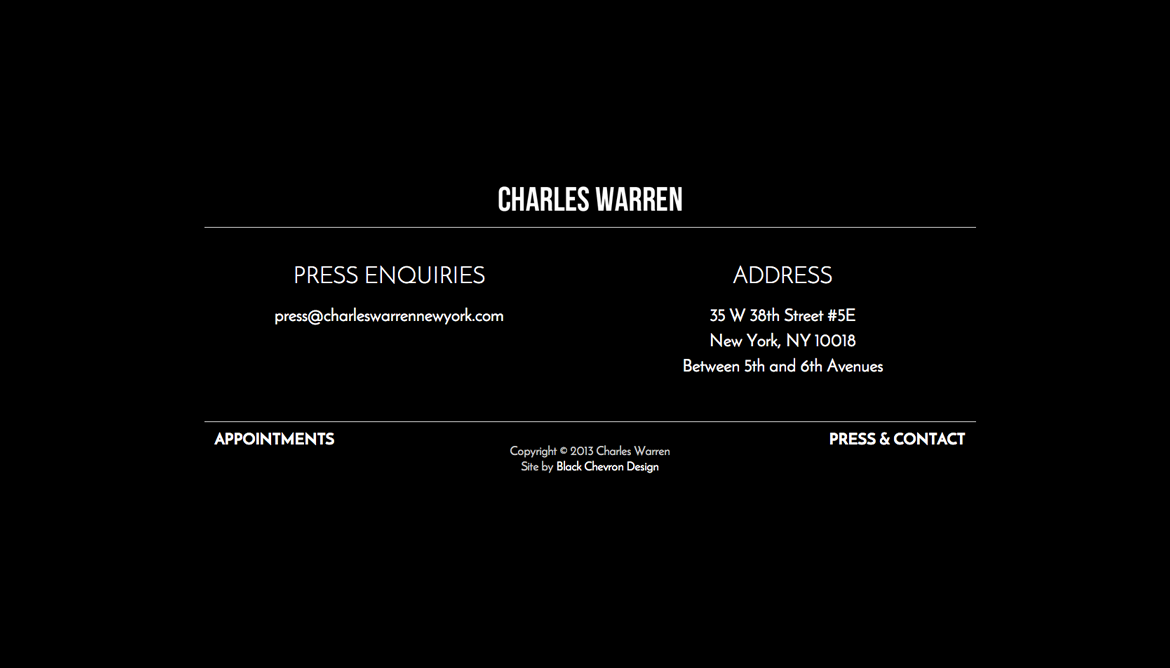 CHARLES WARREN
PRESS ENQUIRIES
press@charleswarrennewyork.com
ADDRESS
35 W 38th Street #5E
New York, NY 10018
Between 5th and 6th Avenues
APPOINTMENTS
Copyright © 2013 Charles Warren
Site by Black Chevron Design
PRESS & CONTACT